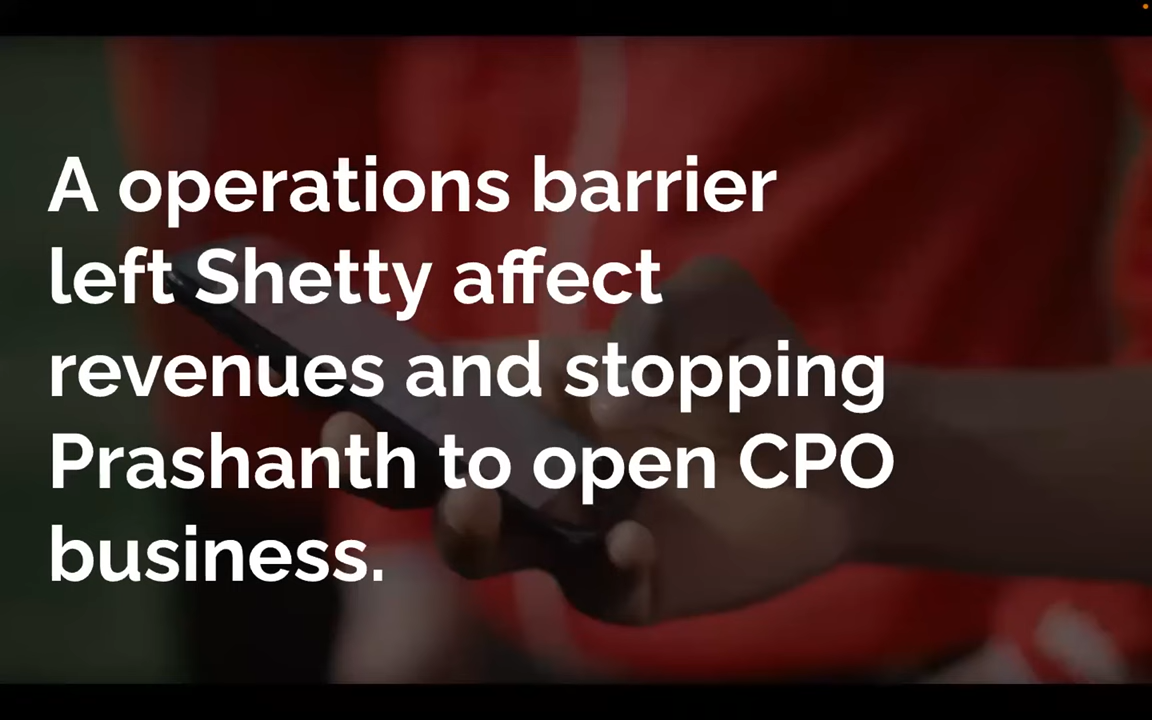 A operations barrier
left Shetty affect
revenues and stopping
Prashanth to open CPO
business.